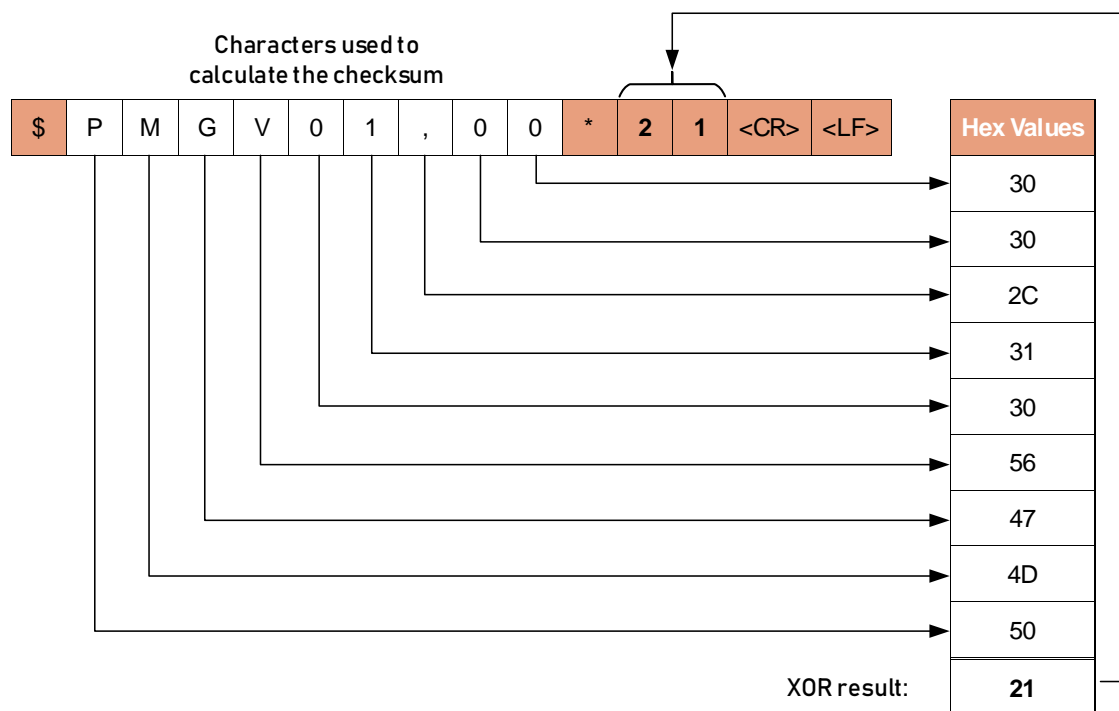 Characters used to
calculate the checksum
$ P M G V 0 1 , 0 0 * 2 1 <CR> <LF>
Hex Values
30
30
2C
31
30
56
47
4D
50
XOR result: 21